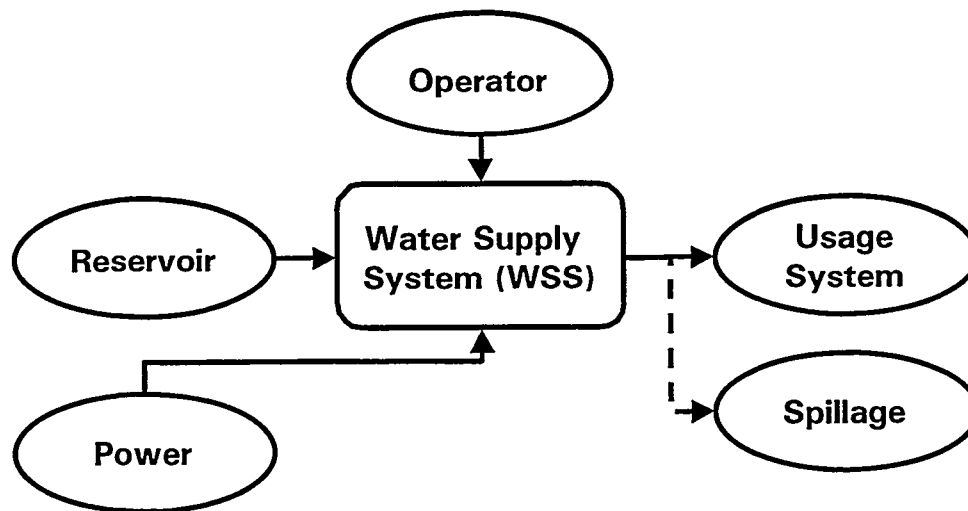 Operator
Reservoir
Water Supply
System (WSS)
Usage
System
Power
Spillage